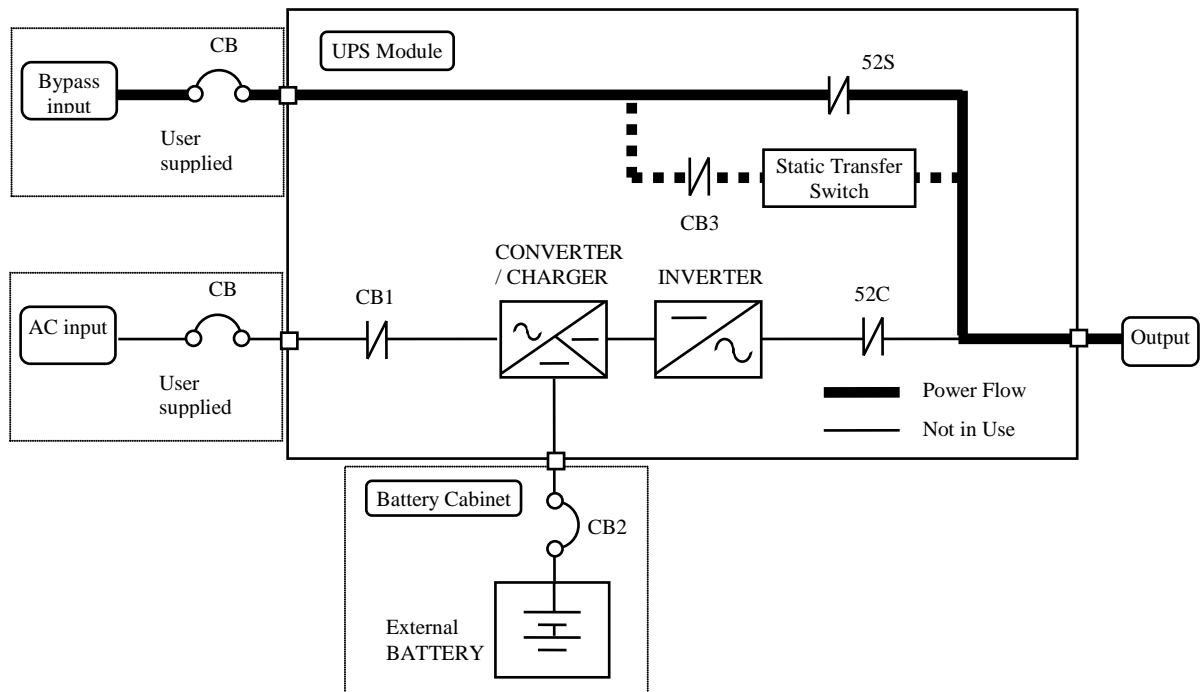 CB
UPS Module
52S
Bypass
input
User
supplied
Static Transfer
Switch
CB3
CONVERTER
/ CHARGER
INVERTER
CB
CB1
52C
AC input
Output
User
supplied
Power Flow
Not in Use
Battery Cabinet
CB2
External
BATTERY